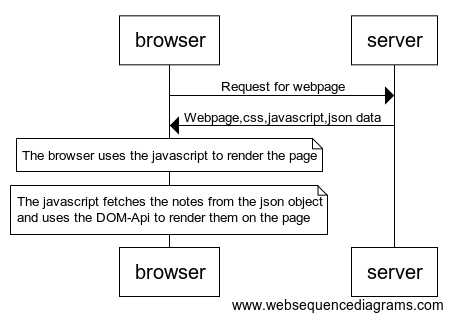 browser
server
Request for webpage
Webpage,css,javascript,json data
The browser uses the javascript to render the page
The javascript fetches the notes from the json object
and uses the DOM-Api to render them on the page
browser
server
www.websequencediagrams.com